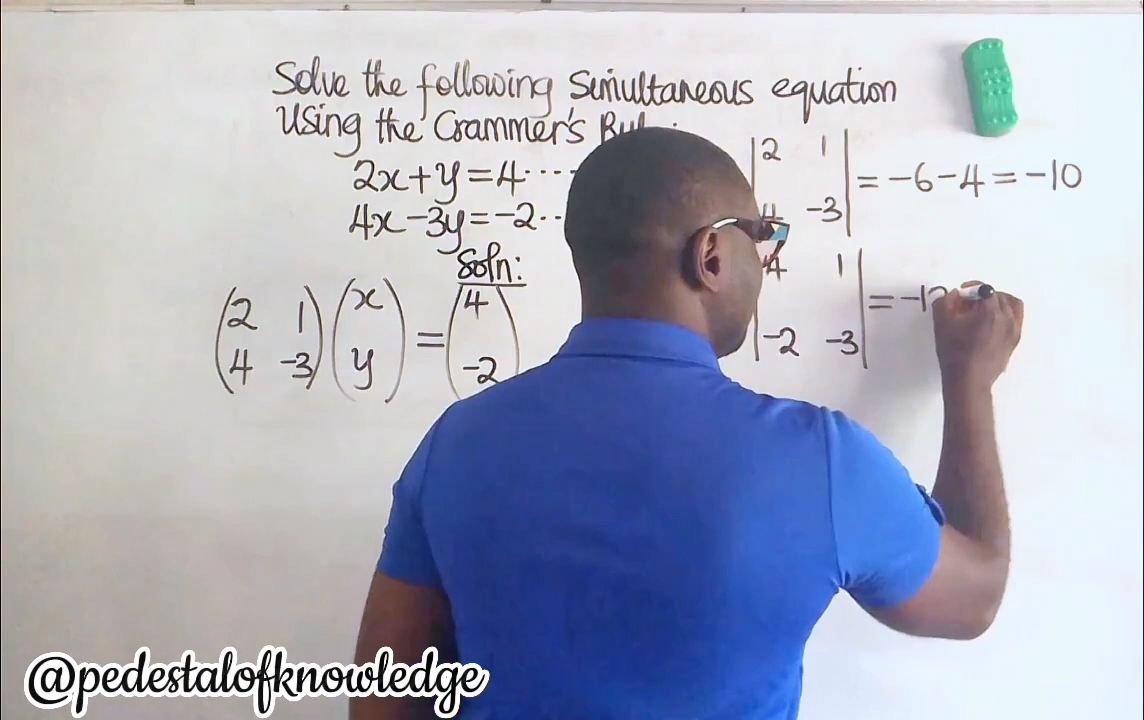 Solve the following Simultaneous equation
Using the Crammer's
2x+y=4....
4x-3y=-2..
Soln:
(2 1) (x) = (4)
(4 -3) (y) (-2)
|2 1| = -6-4 = -10
|4 -3|
|4 1| = -12
|-2 -3|
@pedestalofknowledge